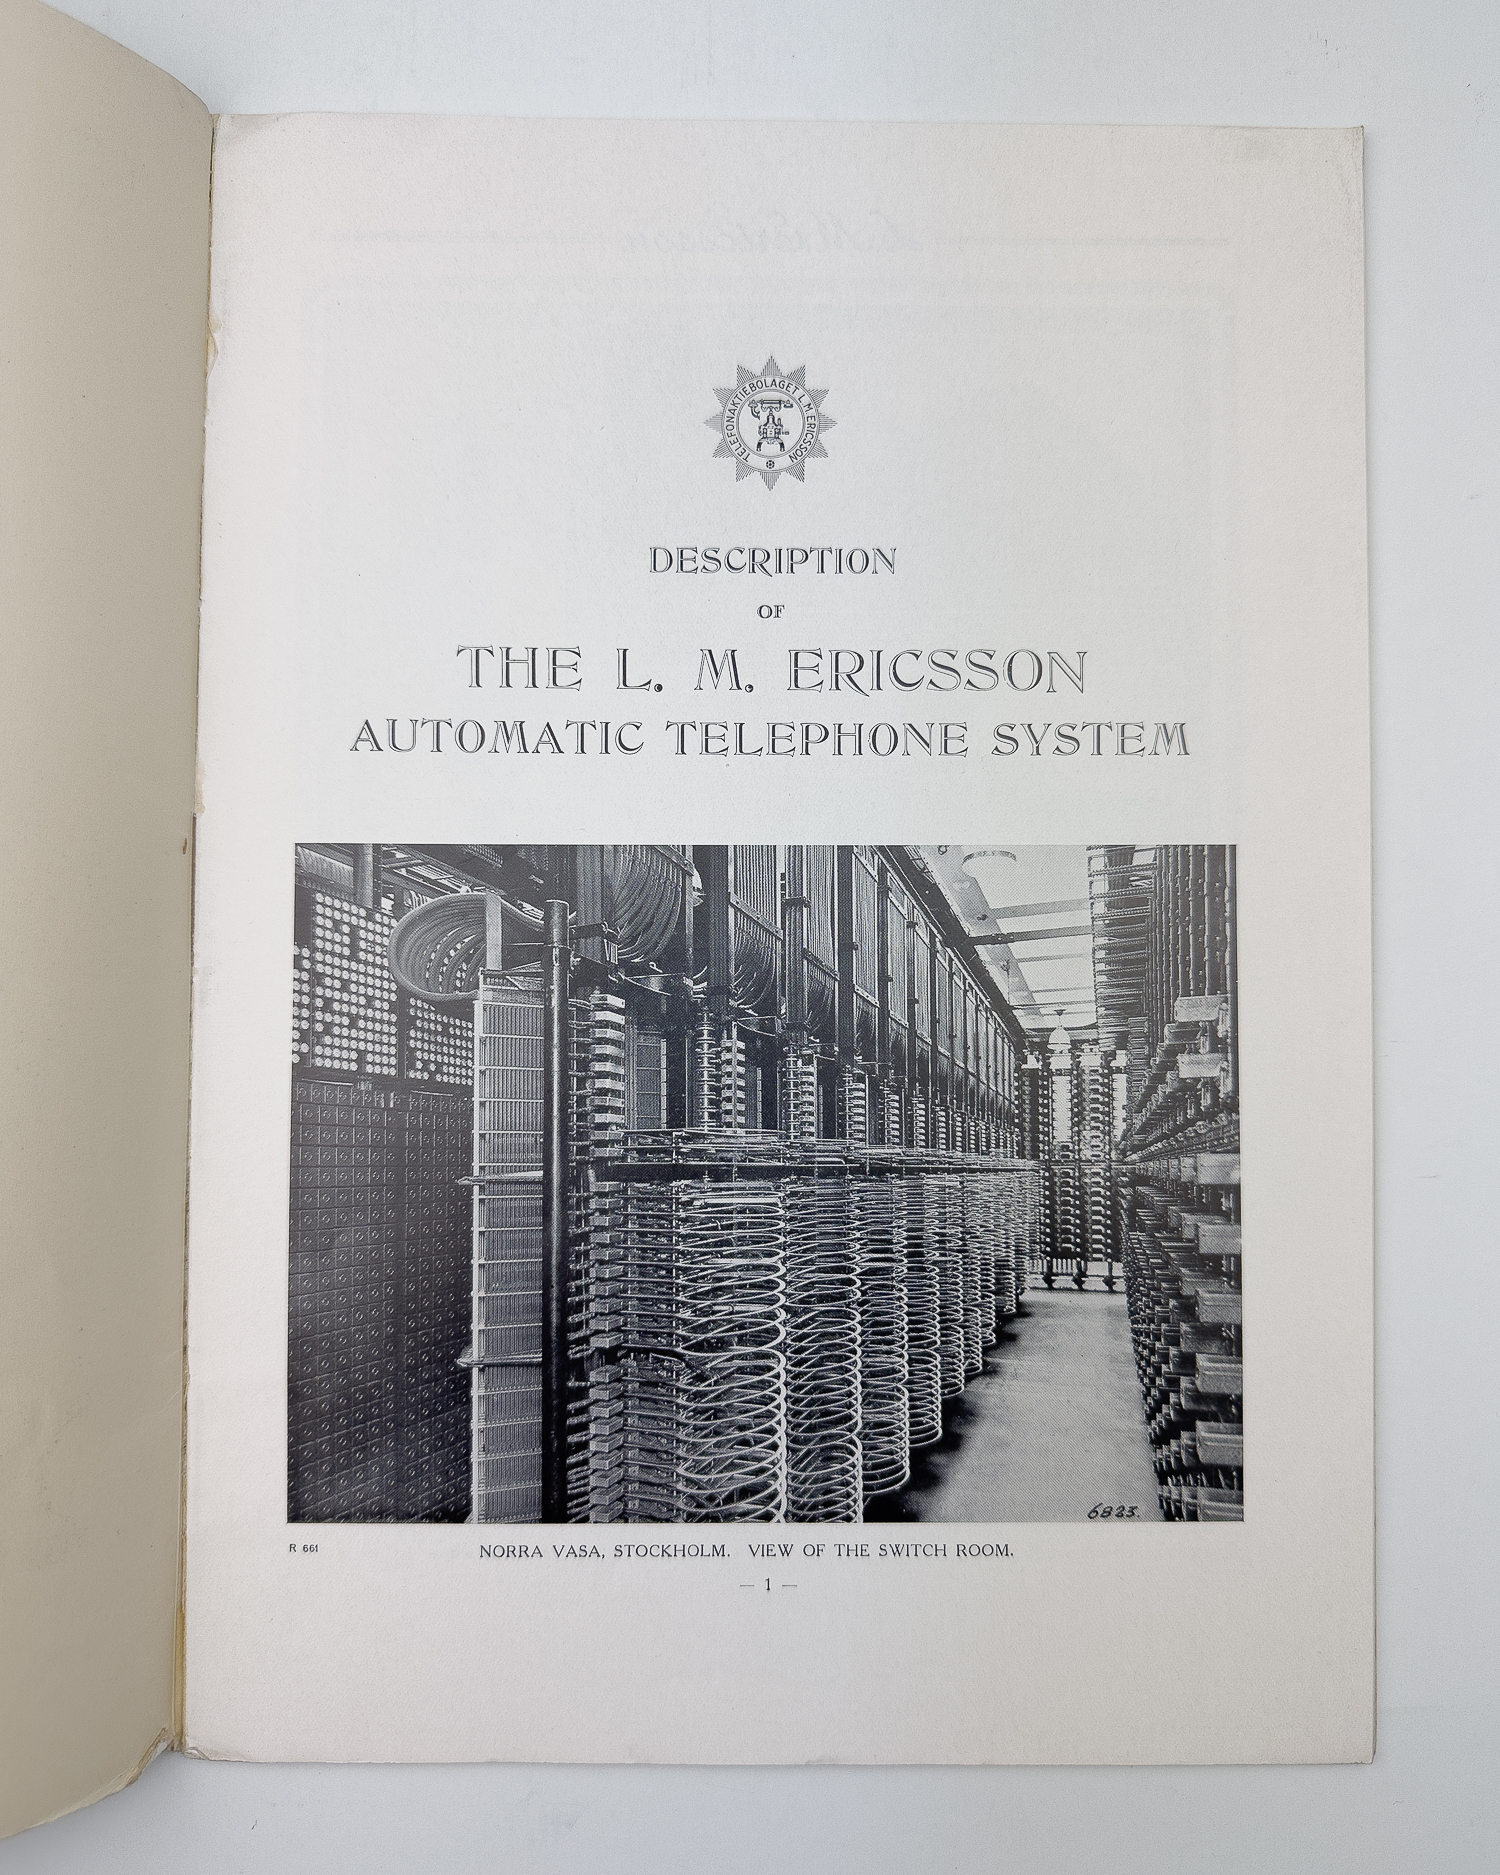 TELEFONAKTIEBOLAGET L M ERICSSON
DESCRIPTION
OF
THE L. M. ERICSSON
AUTOMATIC TELEPHONE SYSTEM
6823.
R 661
NORRA VASA, STOCKHOLM. VIEW OF THE SWITCH ROOM.
— 1 —